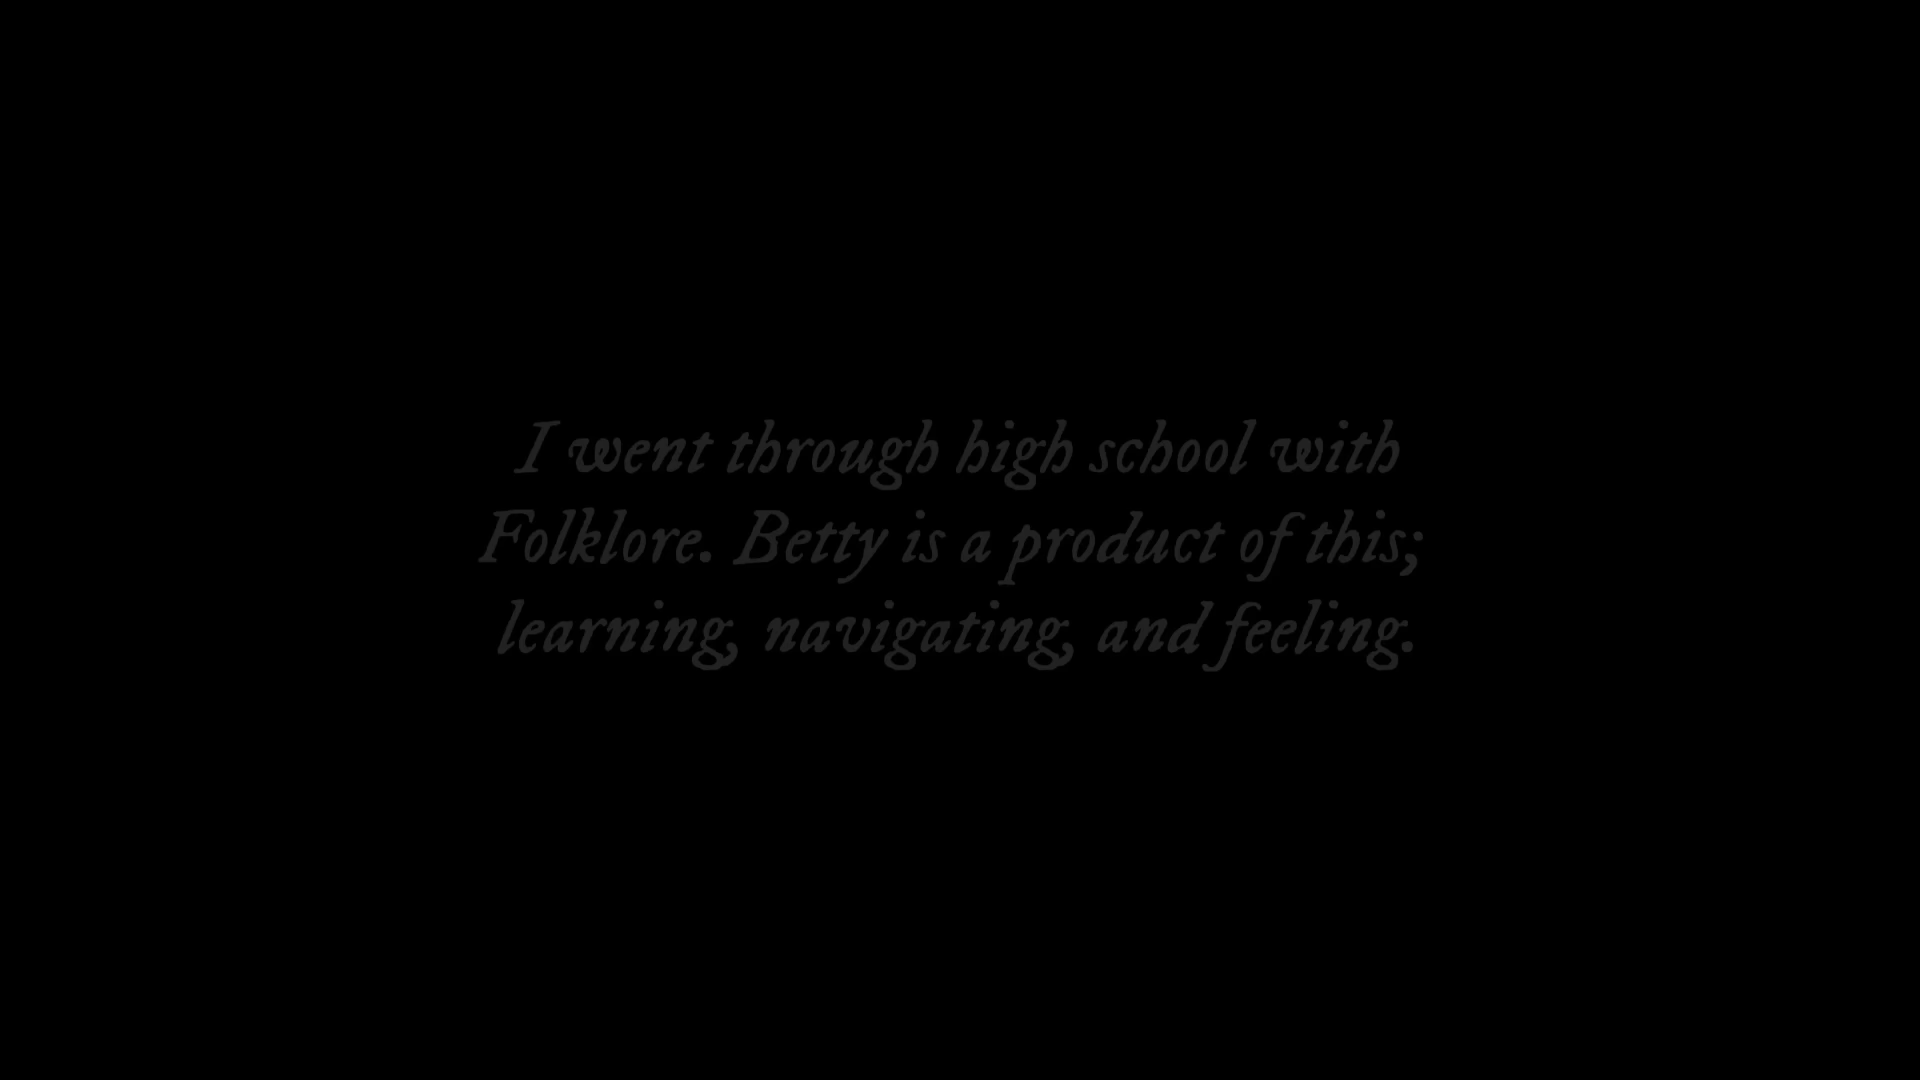 I went through high school with
Folklore. Betty is a product of this;
learning, navigating, and feeling.